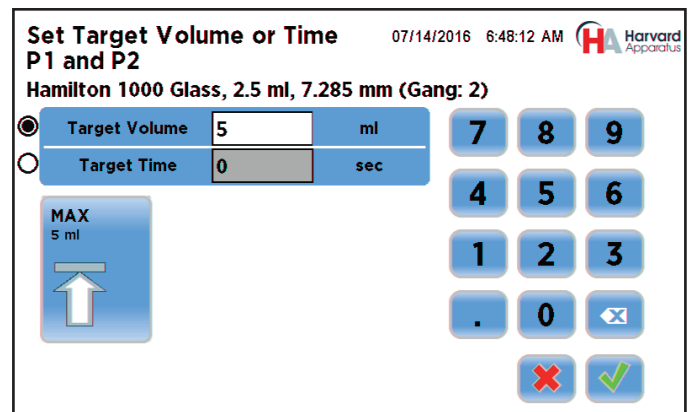 Set Target Volume or Time
P1 and P2
07/14/2016 6:48:12 AM
HA Harvard
Apparatus
Hamilton 1000 Glass, 2.5 ml, 7.285 mm (Gang: 2)
Target Volume 5 ml
Target Time 0 sec
MAX
5 ml
7 8 9
4 5 6
1 2 3
. 0